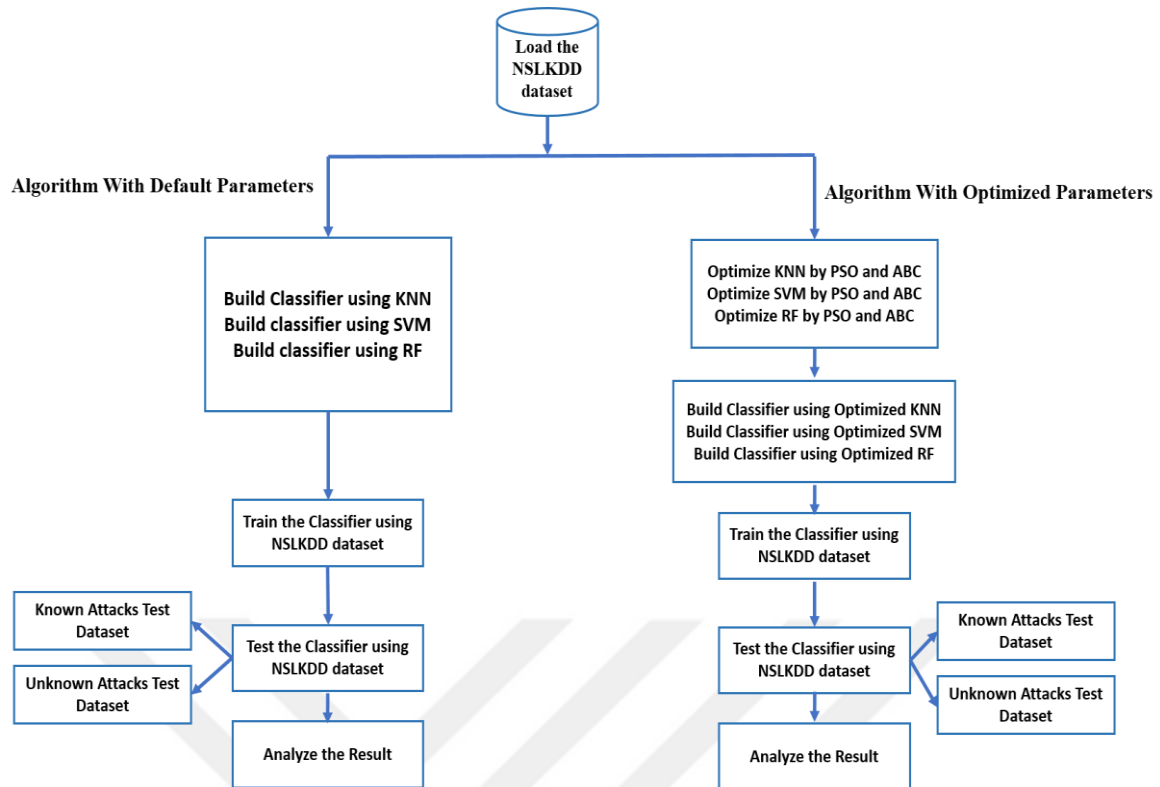 Load the
NSLKDD
dataset
Algorithm With Default Parameters
Algorithm With Optimized Parameters
Build Classifier using KNN
Build classifier using SVM
Build classifier using RF
Optimize KNN by PSO and ABC
Optimize SVM by PSO and ABC
Optimize RF by PSO and ABC
Build Classifier using Optimized KNN
Build Classifier using Optimized SVM
Build Classifier using Optimized RF
Train the Classifier using
NSLKDD dataset
Train the Classifier using
NSLKDD dataset
Known Attacks Test
Dataset
Unknown Attacks Test
Dataset
Test the Classifier using
NSLKDD dataset
Test the Classifier using
NSLKDD dataset
Known Attacks Test
Dataset
Unknown Attacks Test
Dataset
Analyze the Result
Analyze the Result